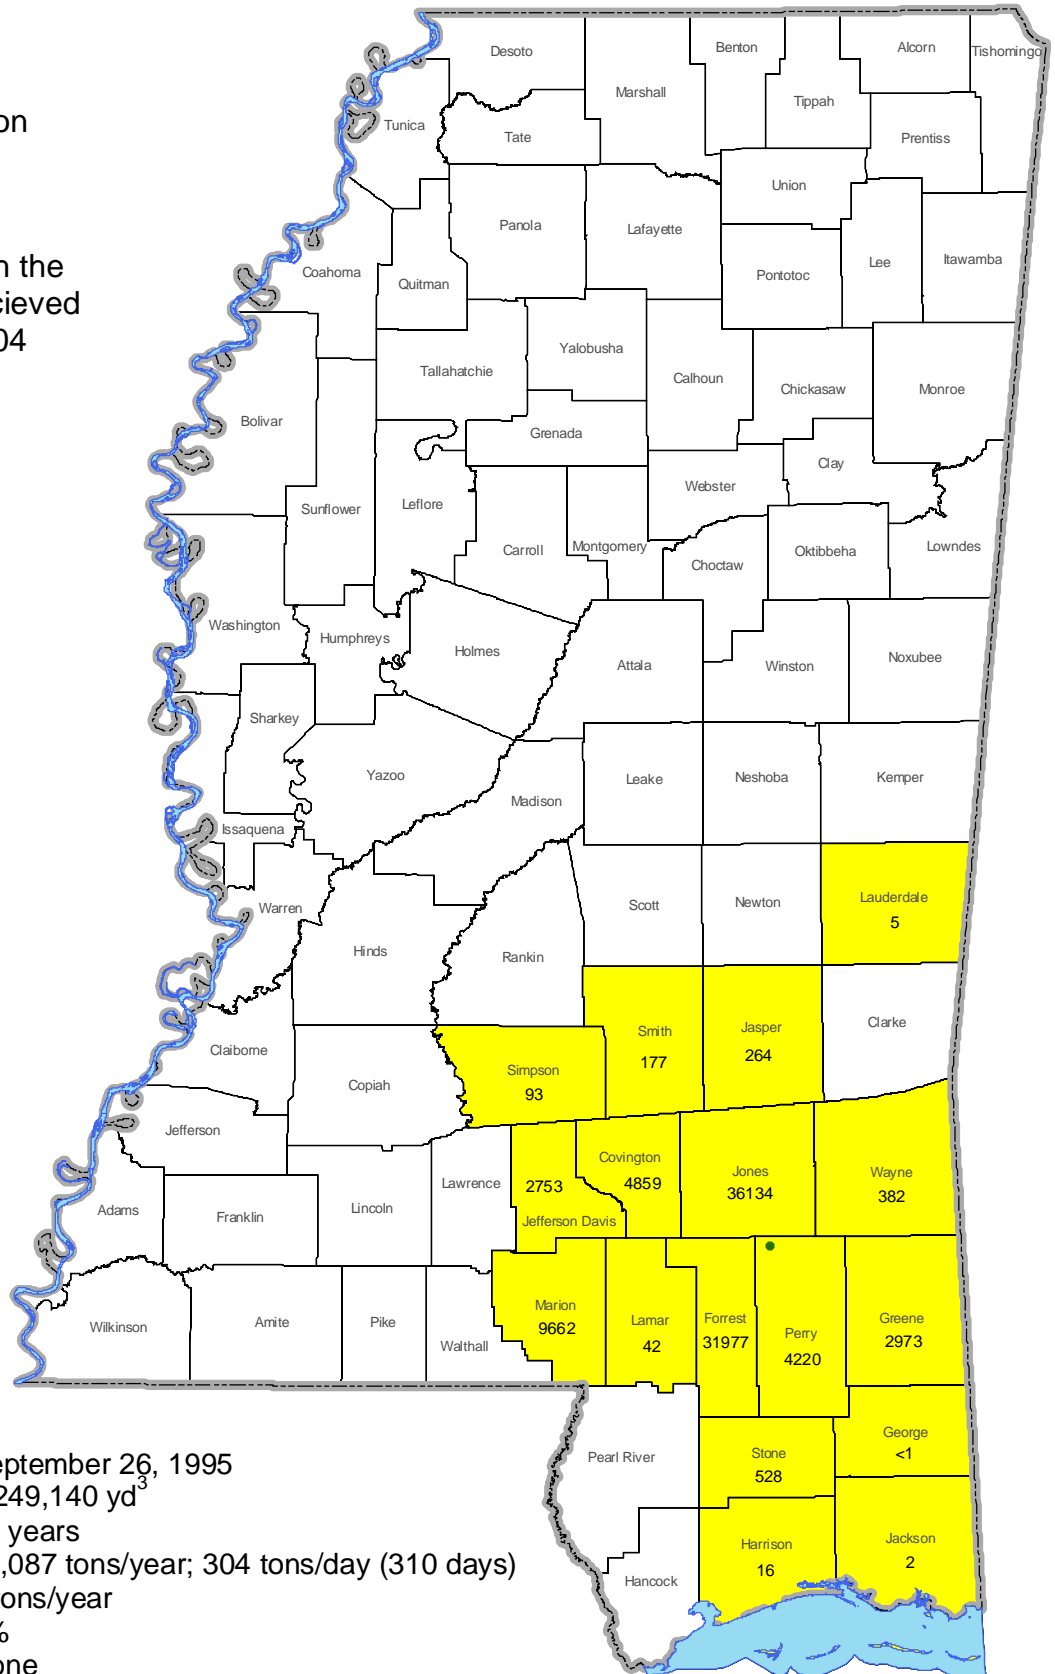 on
n the
cieved
04
Desoto
Benton
Alcorn
Tishomingo
Marshall
Tippah
Tunica
Tate
Prentiss
Union
Panola
Lafayette
Coahoma
Quitman
Pontotoc
Lee
Itawamba
Yalobusha
Tallahatchie
Calhoun
Chickasaw
Monroe
Bolivar
Grenada
Clay
Webster
Sunflower
Leflore
Carroll
Montgomery
Choctaw
Oktibbeha
Lowndes
Washington
Humphreys
Holmes
Attala
Winston
Noxubee
Sharkey
Yazoo
Leake
Neshoba
Kemper
Madison
Issaquena
Warren
Scott
Newton
Lauderdale
5
Hinds
Rankin
Smith
177
Jasper
264
Clarke
Claiborne
Copiah
Simpson
93
Jefferson
Lawrence
2753
Jefferson Davis
Covington
4859
Jones
36134
Wayne
382
Adams
Franklin
Lincoln
Wilkinson
Amite
Pike
Walthall
Marion
9662
Lamar
42
Forrest
31977
Perry
4220
Greene
2973
Pearl River
Stone
528
George
<1
Hancock
Harrison
16
Jackson
2
eptember 26, 1995
249,140 yd³
years
,087 tons/year; 304 tons/day (310 days)
tons/year
%
one